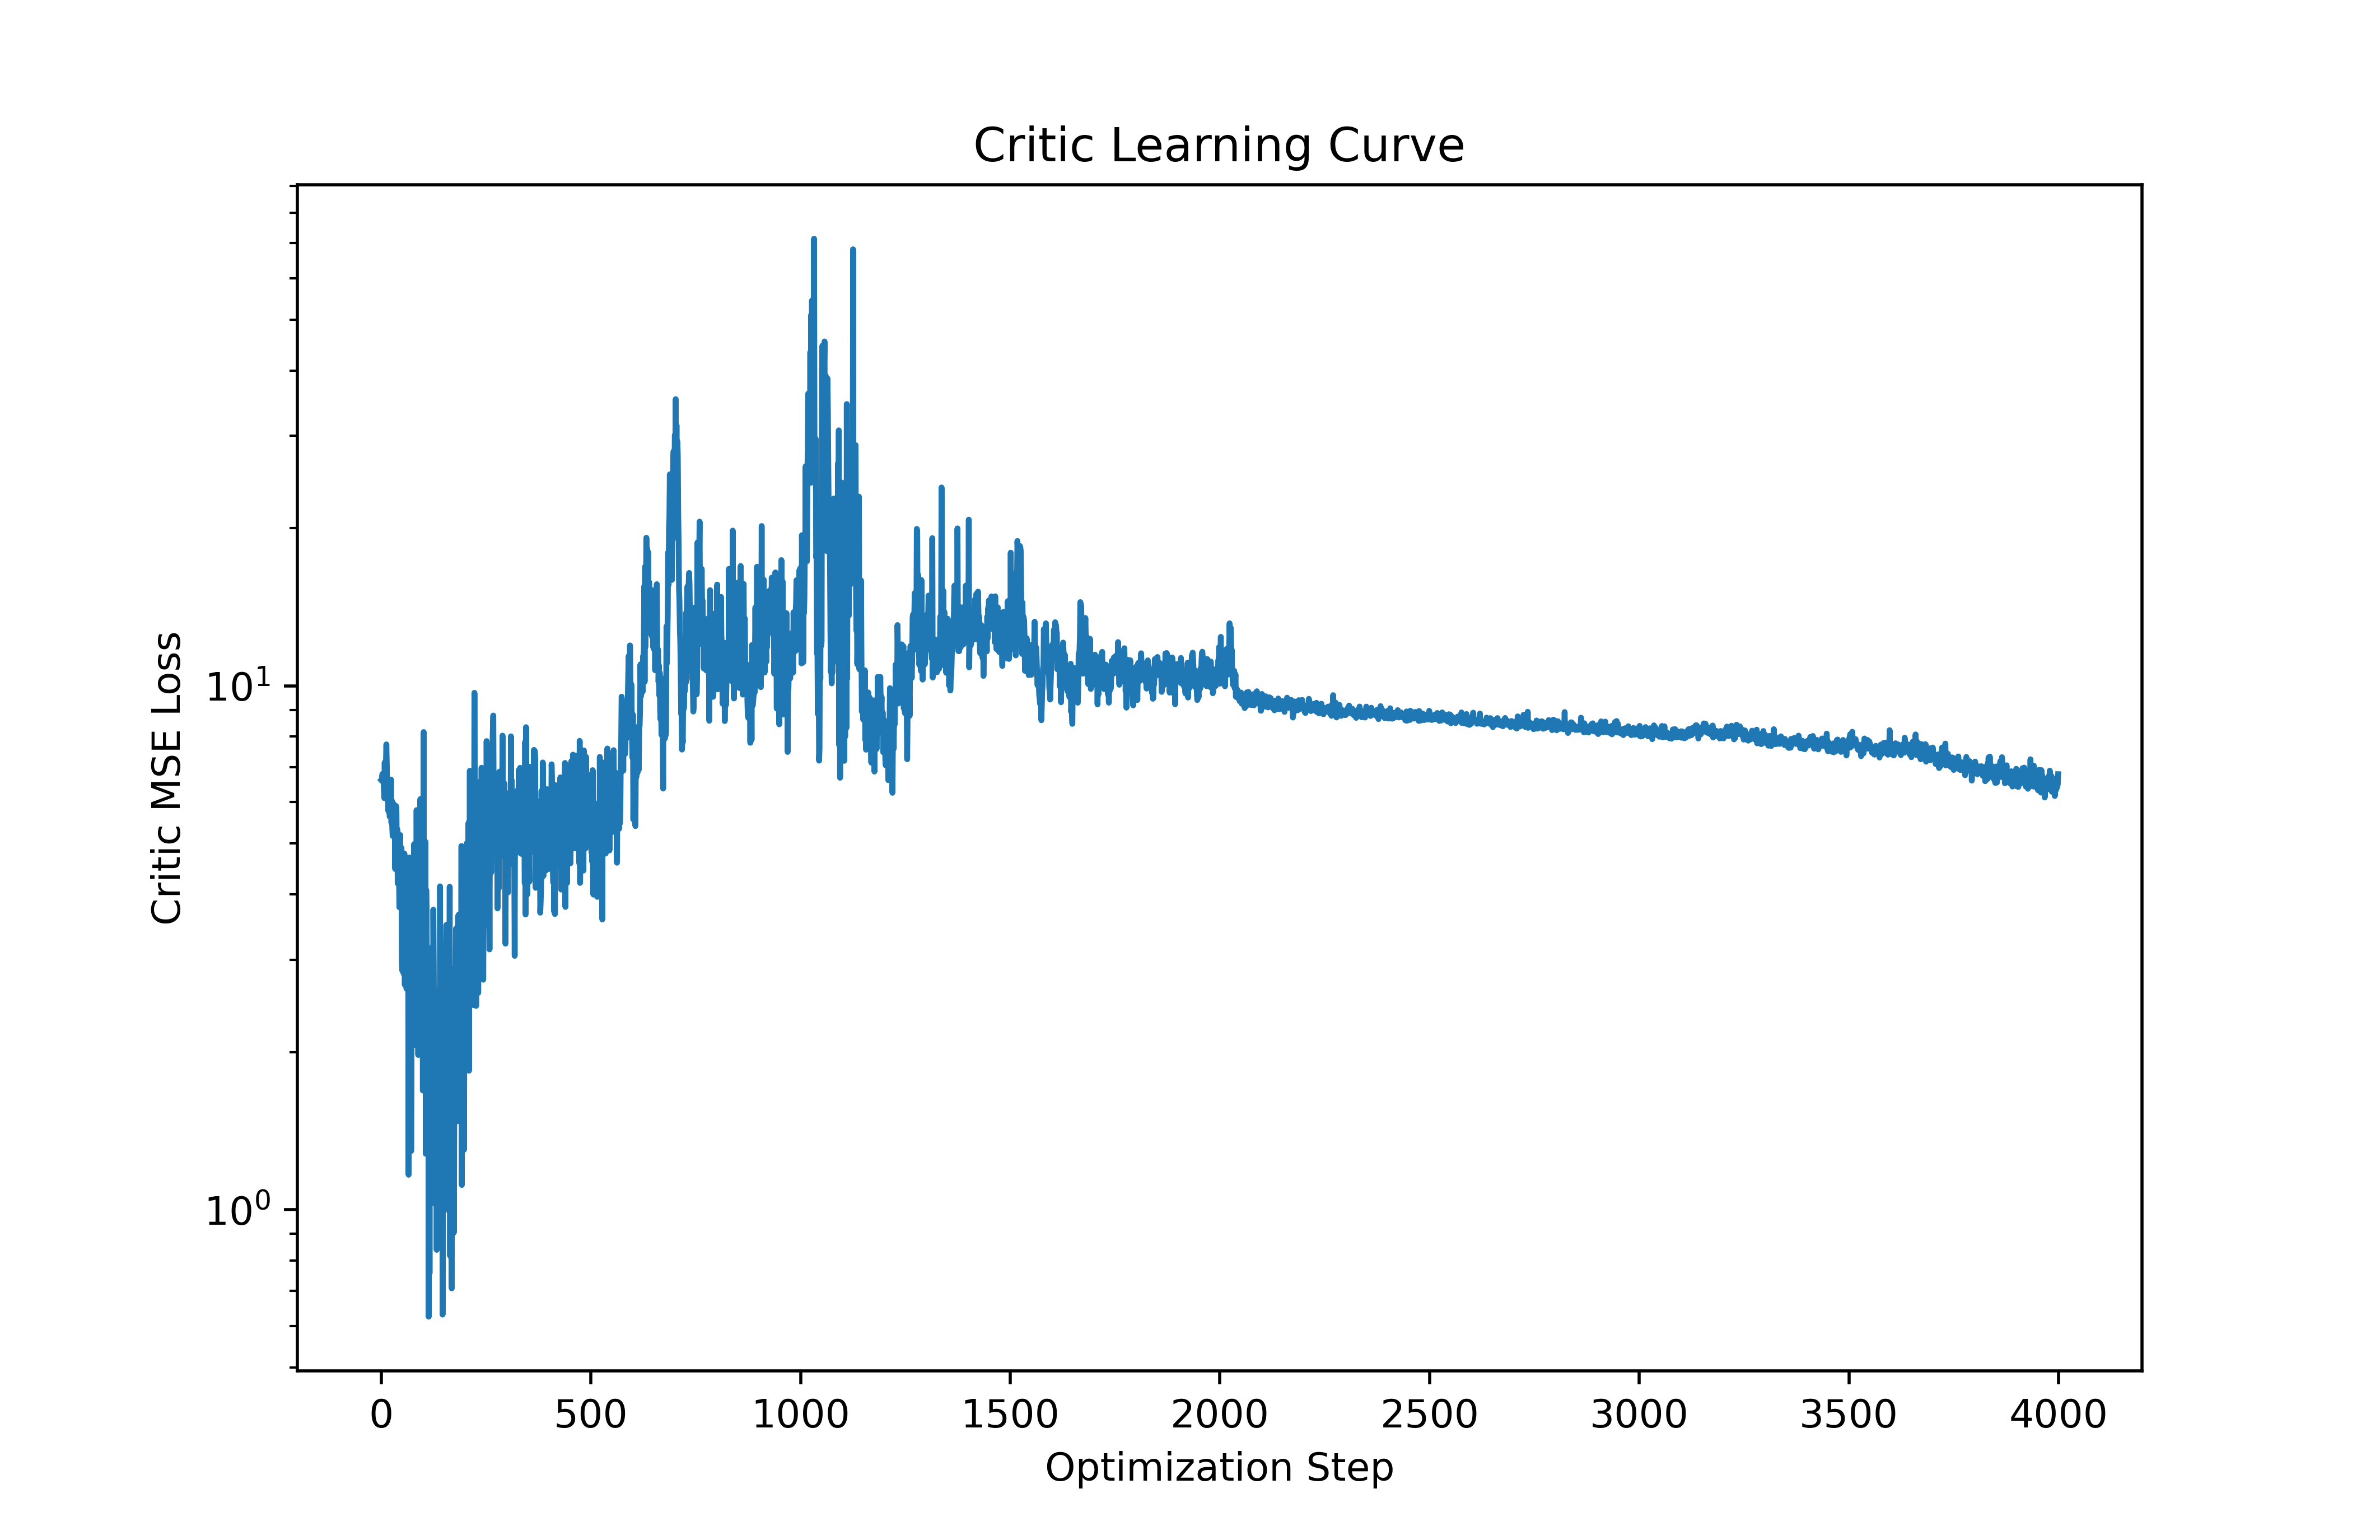 Critic Learning Curve
Critic MSE Loss
10¹
10⁰
0 500 1000 1500 2000 2500 3000 3500 4000
Optimization Step